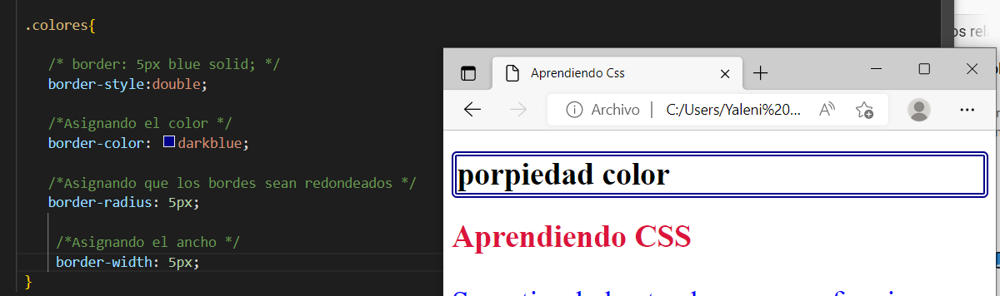 .colores{
/* border: 5px blue solid; */
border-style:double;
/*Asignando el color */
border-color: darkblue;
/*Asignando que los bordes sean redondeados */
border-radius: 5px;
/*Asignando el ancho */
border-width: 5px;
}
os rel
Aprendiendo Css
Archivo | C:/Users/Yaleni%20...
porpiedad color
Aprendiendo CSS